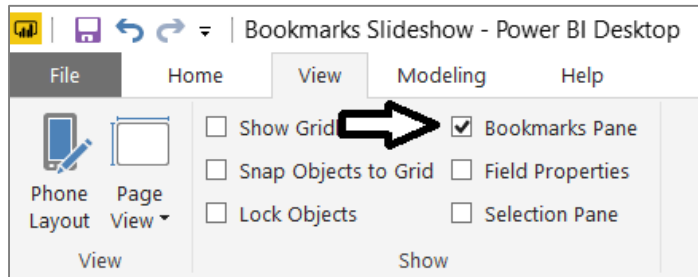 Bookmarks Slideshow - Power BI Desktop
File Home View Modeling Help
Show Grid Bookmarks Pane
Snap Objects to Grid Field Properties
Lock Objects Selection Pane
Phone Layout
Page View
View Show